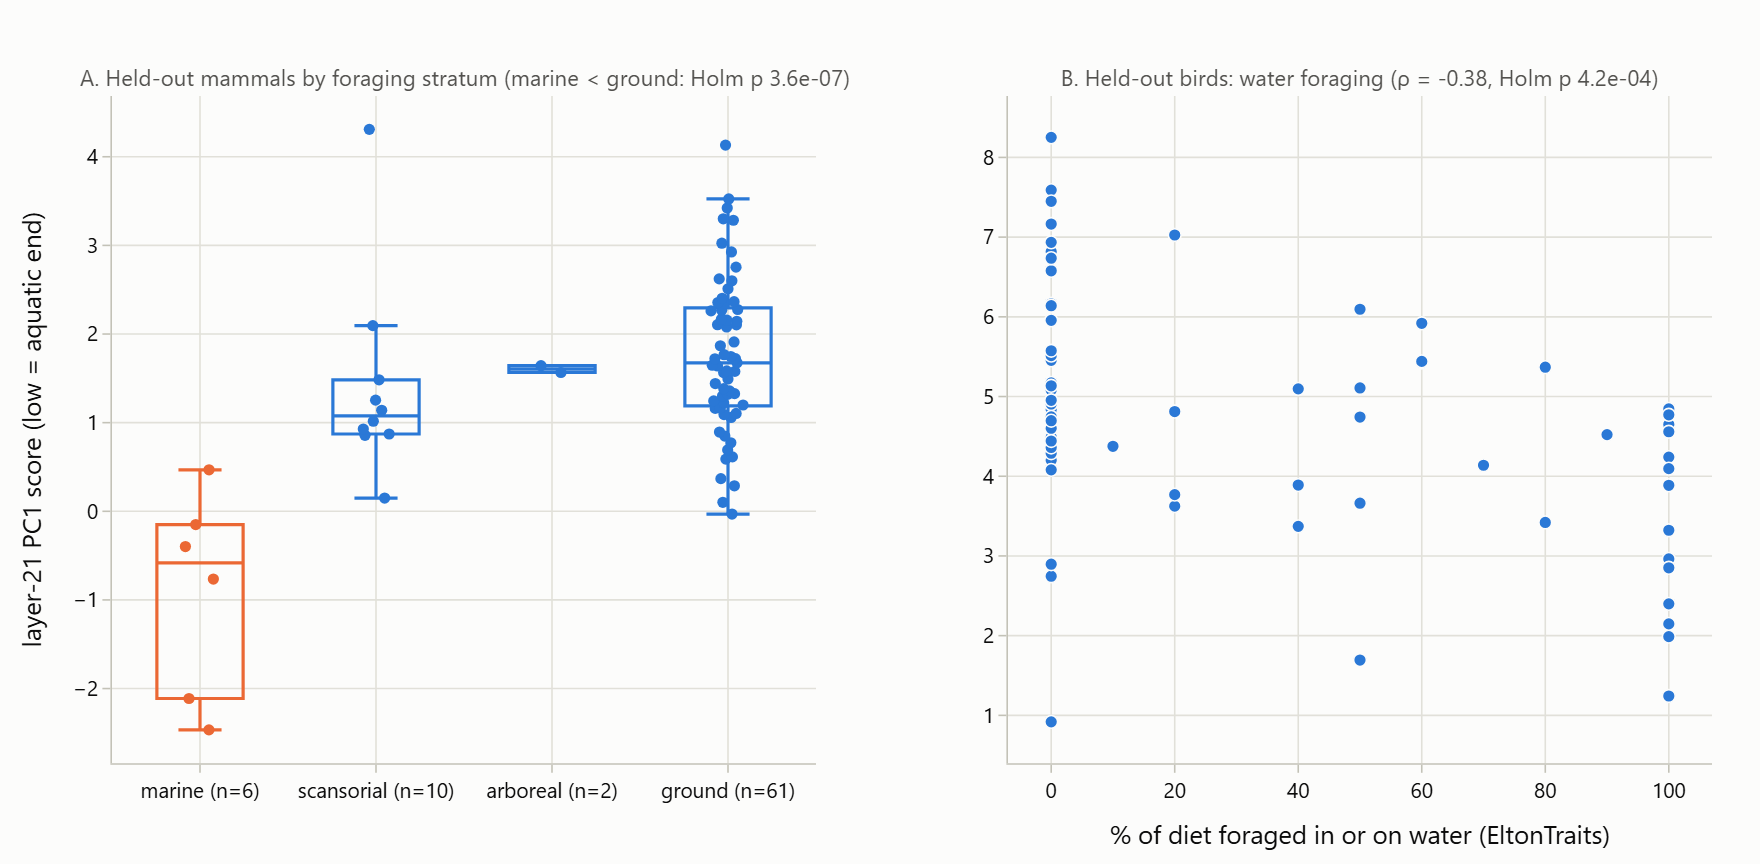 A. Held-out mammals by foraging stratum (marine < ground: Holm p 3.6e-07)
layer-21 PC1 score (low = aquatic end)
4
3
2
1
0
−1
−2
marine (n=6)
scansorial (n=10)
arboreal (n=2)
ground (n=61)
B. Held-out birds: water foraging (ρ = -0.38, Holm p 4.2e-04)
8
7
6
5
4
3
2
1
0
20
40
60
80
100
% of diet foraged in or on water (EltonTraits)